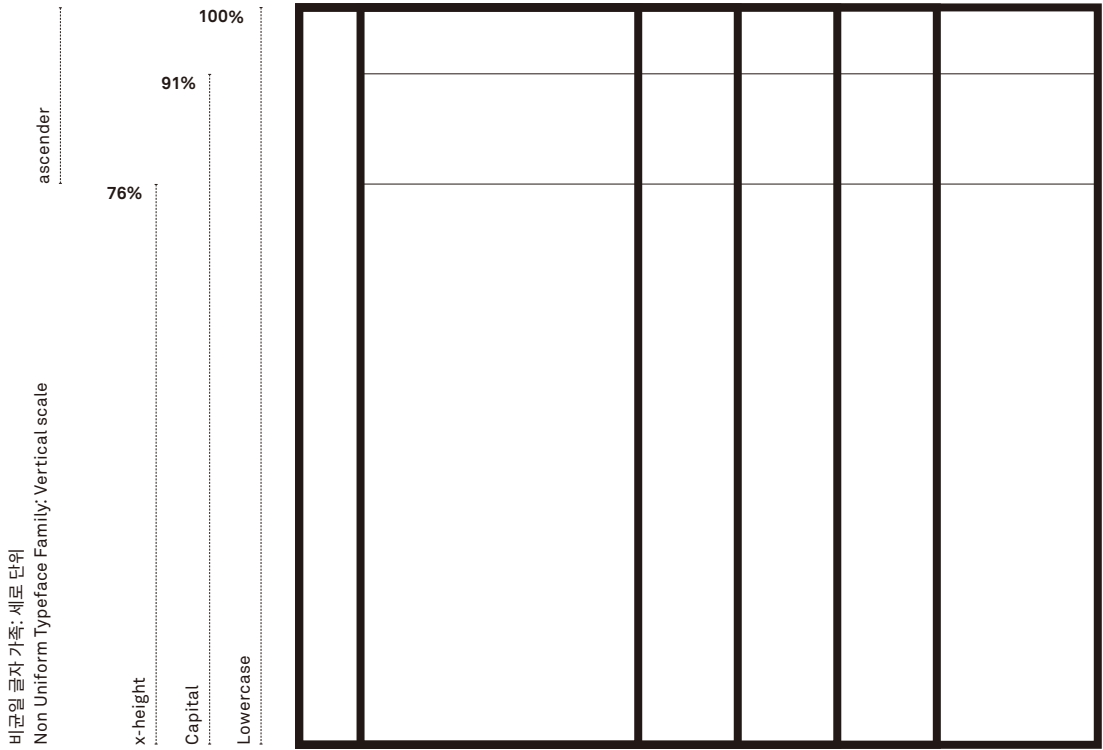 비균일 글자 가족: 세로 단위
Non Uniform Typeface Family: Vertical scale
ascender
x-height
76%
Capital
91%
Lowercase
100%